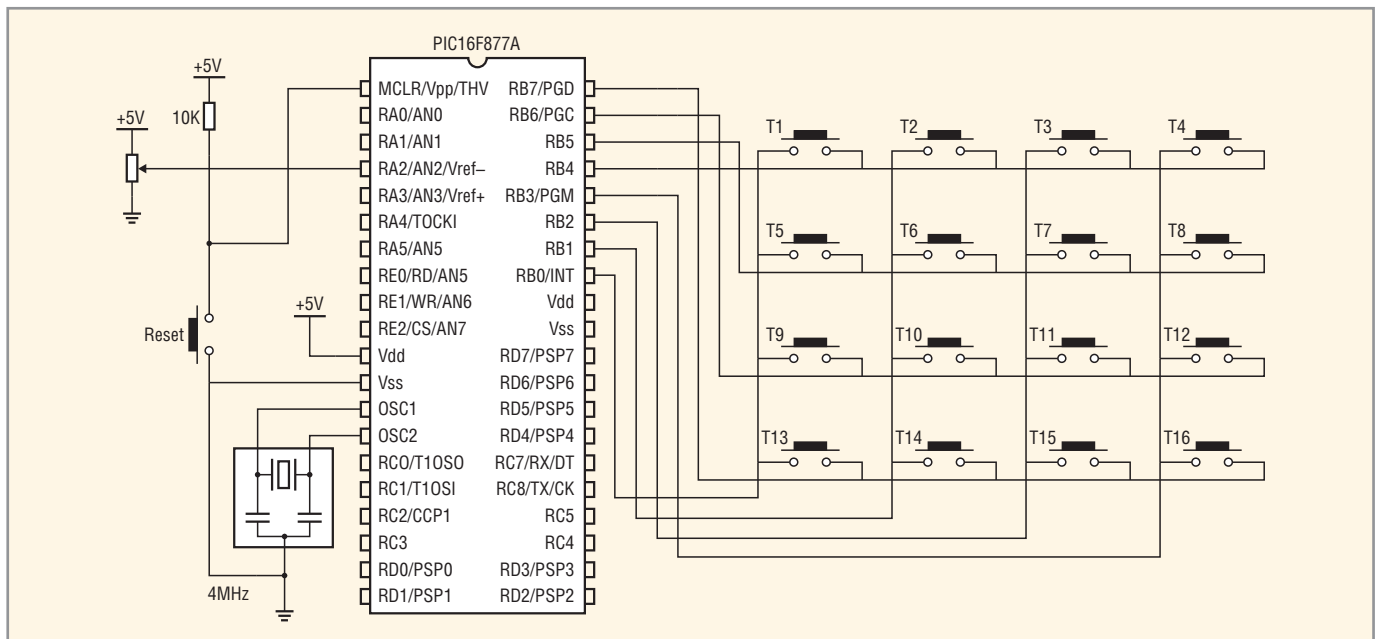 PIC16F877A
+5V
10K
+5V
Reset
+5V
4MHz
MCLR/Vpp/THV
RA0/AN0
RA1/AN1
RA2/AN2/Vref–
RA3/AN3/Vref+
RA4/TOCKI
RA5/AN5
RE0/RD/AN5
RE1/WR/AN6
RE2/CS/AN7
Vdd
Vss
OSC1
OSC2
RC0/T1OSO
RC1/T1OSI
RC2/CCP1
RC3
RD0/PSP0
RD1/PSP1
RB7/PGD
RB6/PGC
RB5
RB4
RB3/PGM
RB2
RB1
RB0/INT
Vdd
Vss
RD7/PSP7
RD6/PSP6
RD5/PSP5
RD4/PSP4
RC7/RX/DT
RC8/TX/CK
RC5
RC4
RD3/PSP3
RD2/PSP2
T1 T2 T3 T4
T5 T6 T7 T8
T9 T10 T11 T12
T13 T14 T15 T16